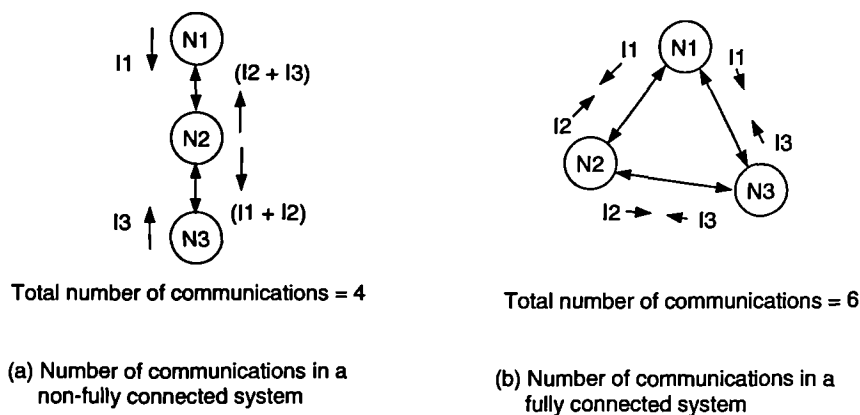 N1
I1
(I2 + I3)
N2
I3
N3
(I1 + I2)
Total number of communications = 4
(a) Number of communications in a
non-fully connected system
I1
N1
I1
I2
N2
I3
N3
I2
I3
Total number of communications = 6
(b) Number of communications in a
fully connected system